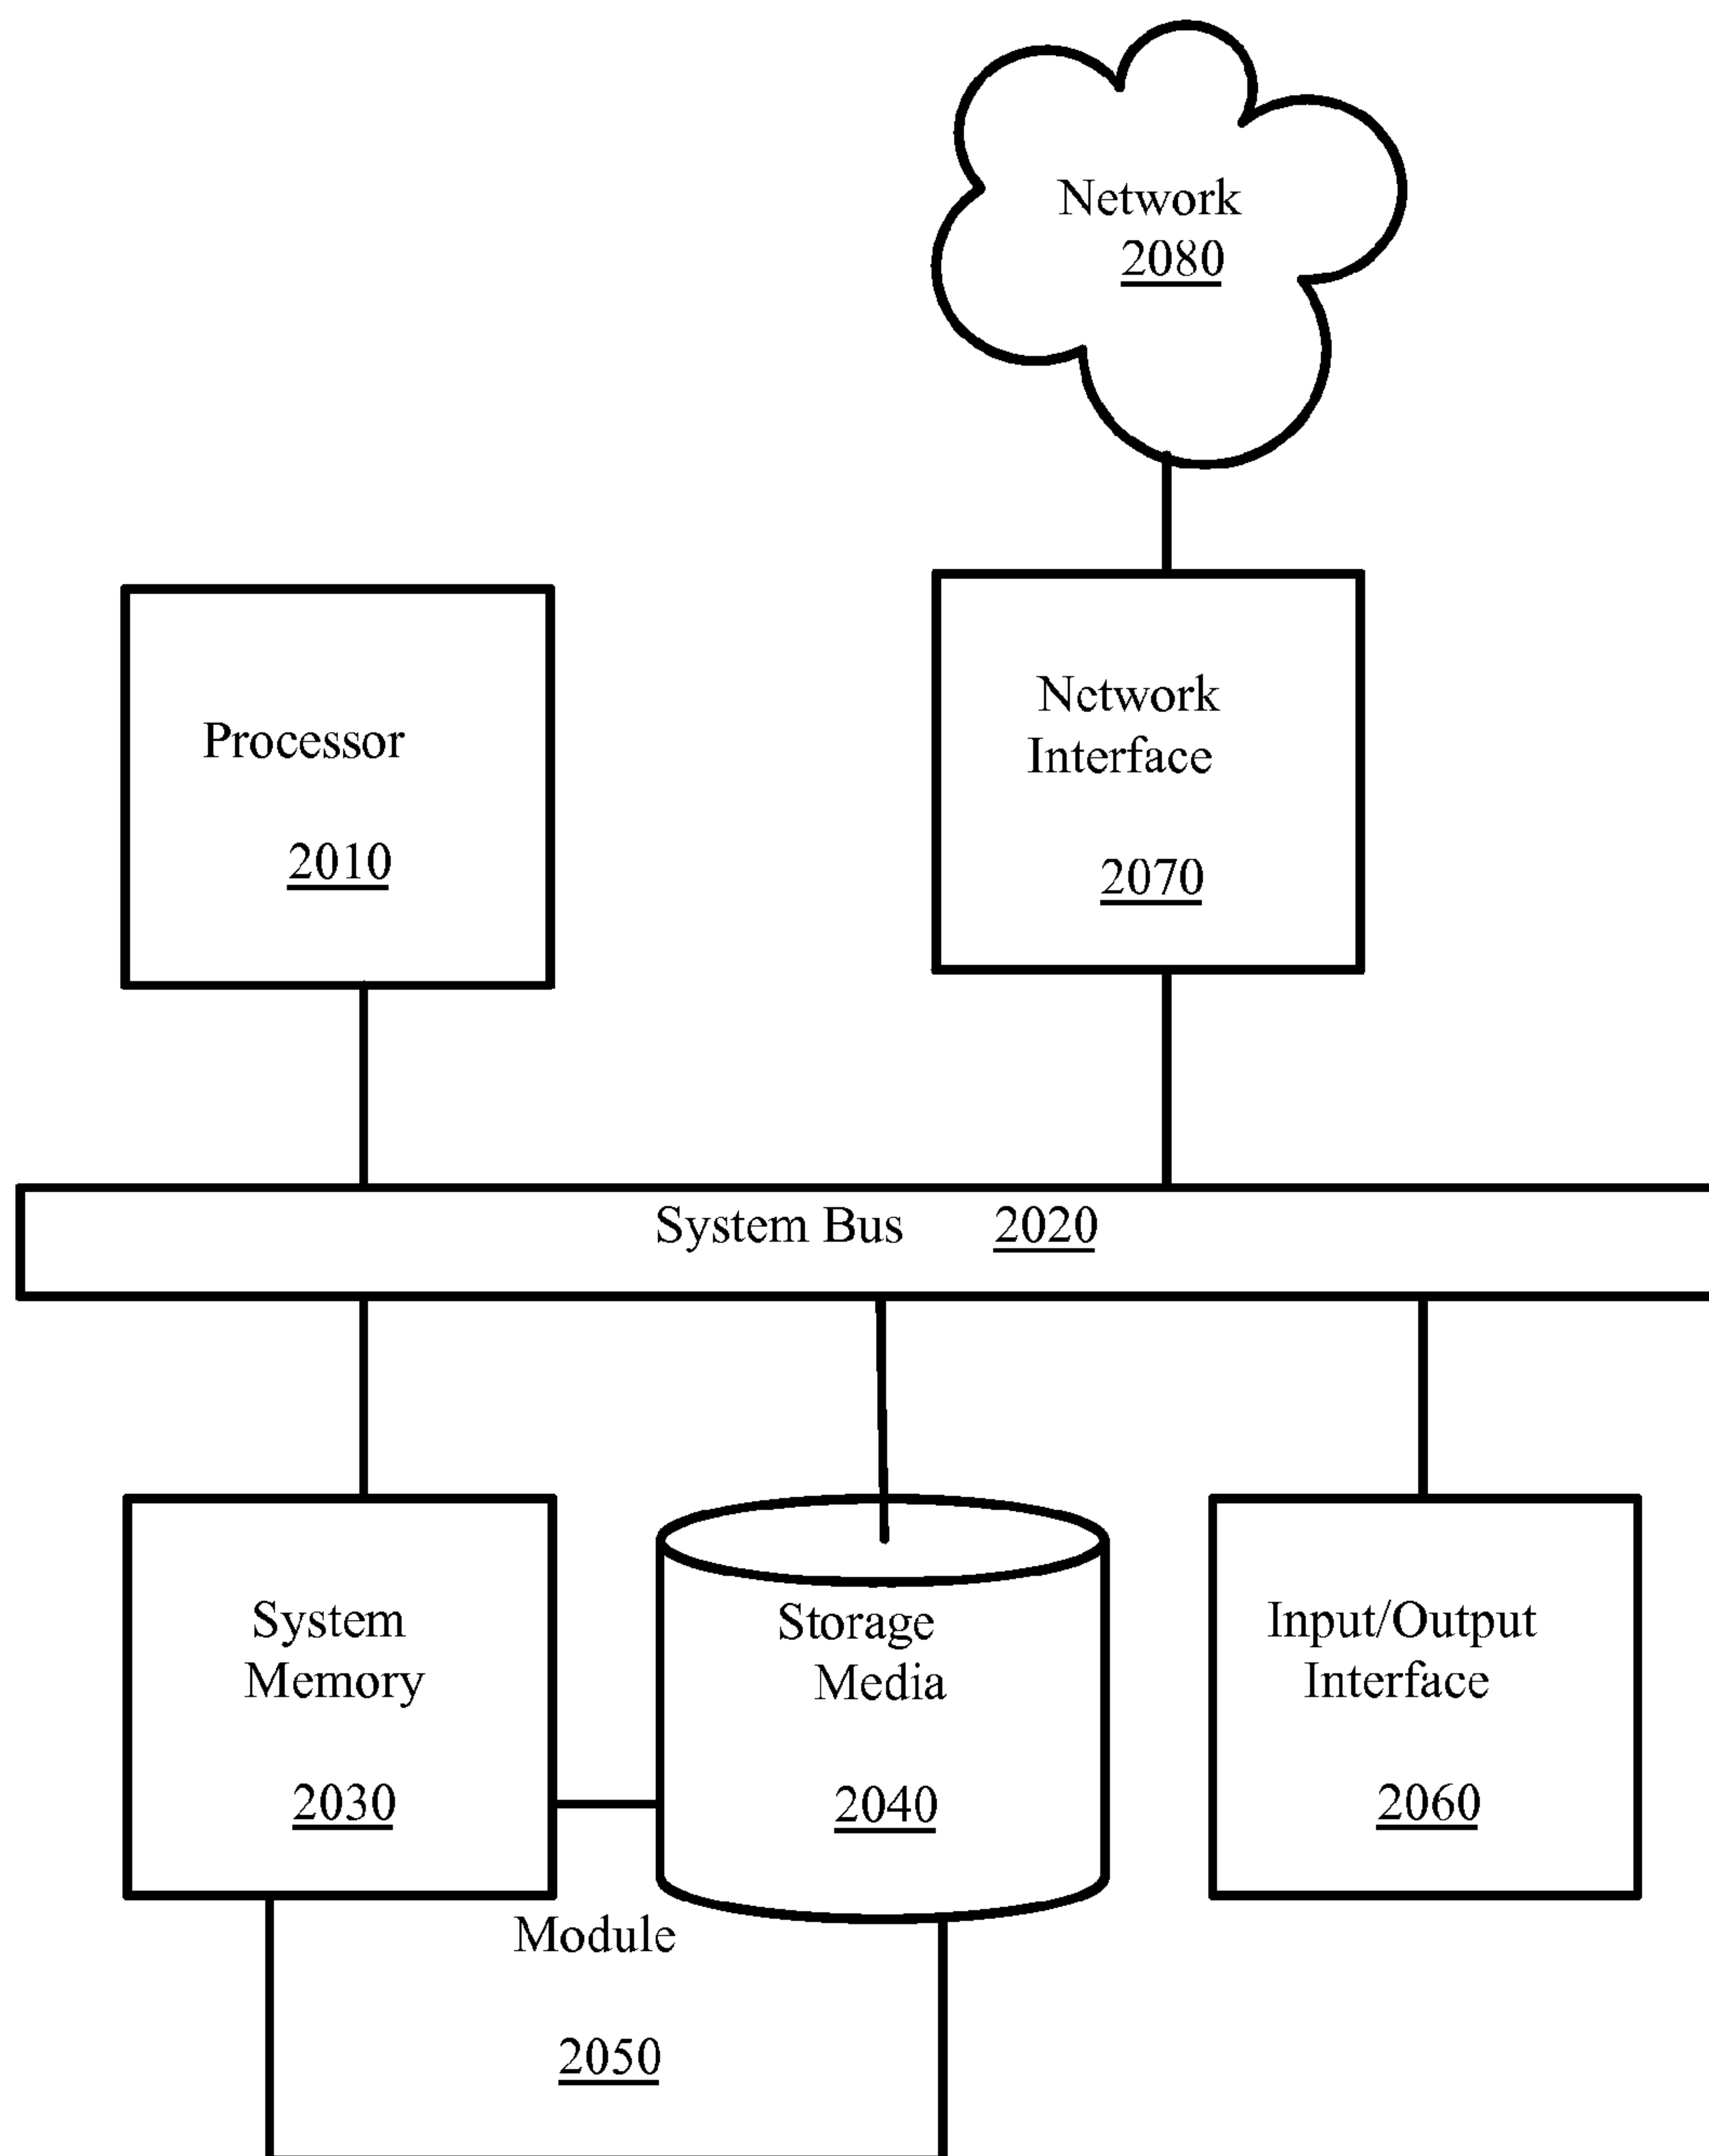 Network
2080
Processor
2010
Network
Interface
2070
System Bus 2020
System
Memory
2030
Storage
Media
2040
Input/Output
Interface
2060
Module
2050